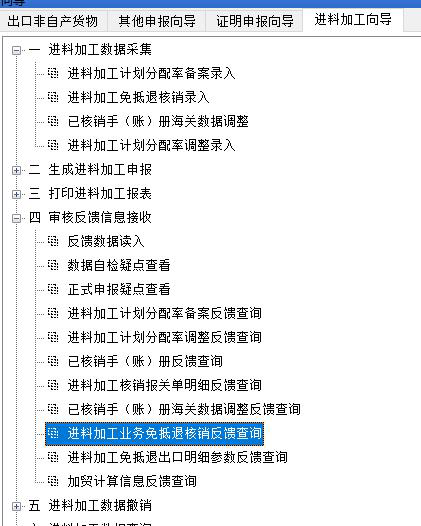 出口非自产货物 其他申报向导 证明申报向导 进料加工向导
一 进料加工数据采集
进料加工计划分配率备案录入
进料加工免抵退核销录入
已核销手（账）册海关数据调整
进料加工计划分配率调整录入
二 生成进料加工申报
三 打印进料加工报表
四 审核反馈信息接收
反馈数据读入
数据自检疑点查看
正式申报疑点查看
进料加工计划分配率备案反馈查询
进料加工计划分配率调整反馈查询
已核销手（账）册反馈查询
进料加工核销报关单明细反馈查询
已核销手（账）册海关数据调整反馈查询
进料加工业务免抵退核销反馈查询
进料加工免抵退出口明细参数反馈查询
加贸计算信息反馈查询
五 进料加工数据撤销